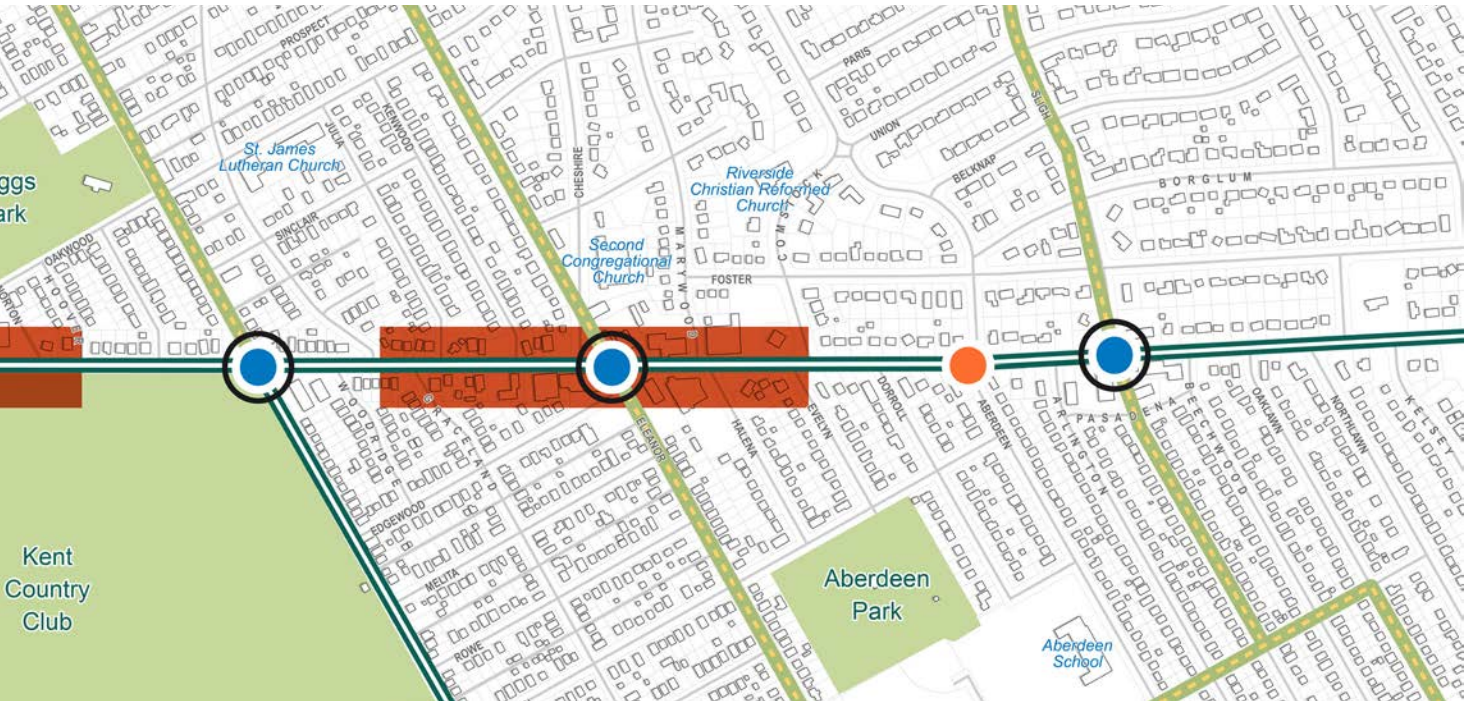 PROSPECT
PARIS
SLIGH
KENWOOD
JULIA
UNION
St. James
Lutheran Church
CHESHIRE
BELKNAP
Riverside
Christian Reformed
Church
BORGLUM
ggs
ark
COMSTOCK
SINCLAIR
OAKWOOD
Second
Congregational
Church
MARYWOOD
FOSTER
HOOVER
WOODRIDGE
GRACELAND
ELEANOR
HALENA
EVELYN
DORROLL
ABERDEEN
ARLINGTON
PASADENA
BEECHWOOD
OAKLAWN
NORTHLAWN
KELSEY
EDGEWOOD
Kent
Country
Club
MELITA
Aberdeen
Park
ROWE
Aberdeen
School